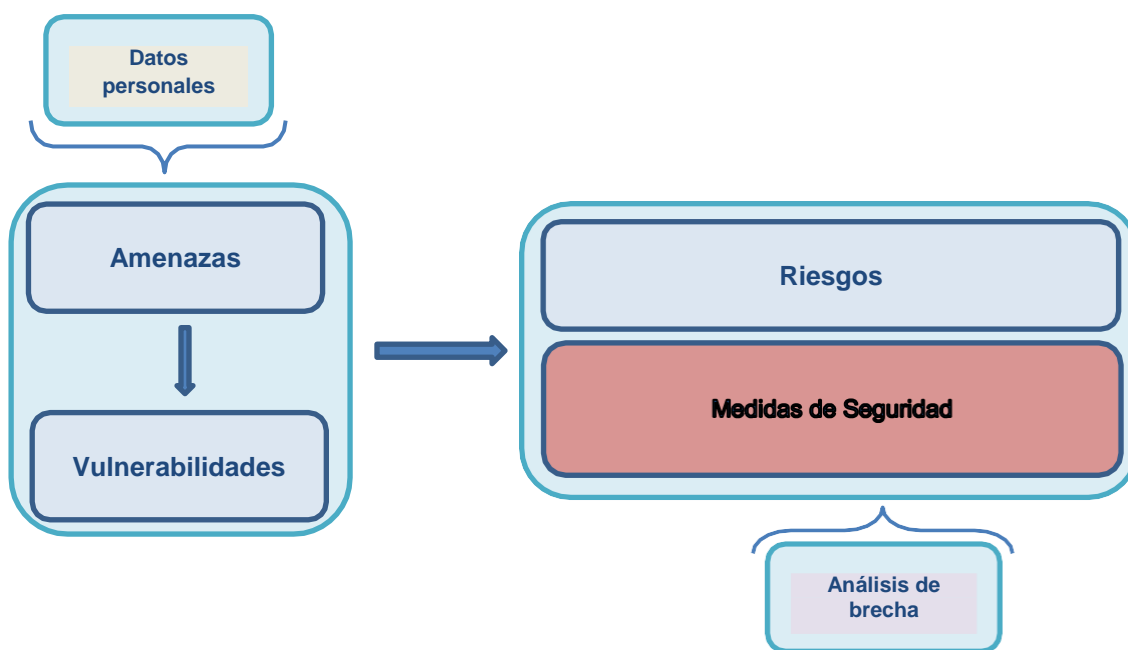 Datos
personales
Amenazas
Vulnerabilidades
Riesgos
Medidas de Seguridad
Análisis de
brecha